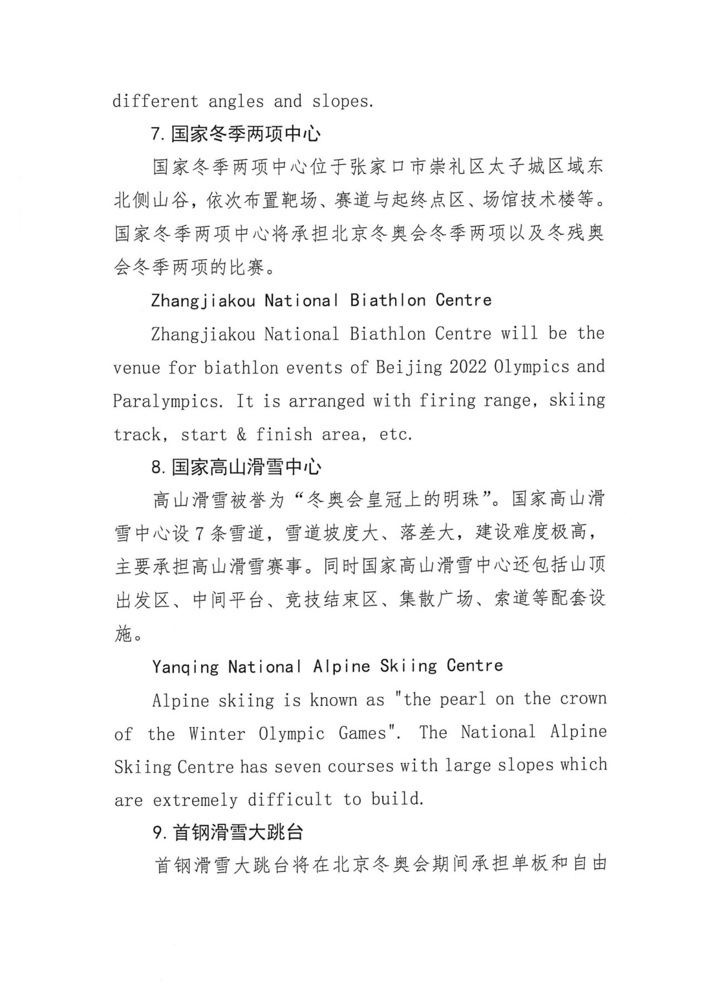 different angles and slopes.
7. 国家冬季两项中心
国家冬季两项中心位于张家口市崇礼区太子城区域东
北侧山谷，依次布置靶场、赛道与起终点区、场馆技术楼等。
国家冬季两项中心将承担北京冬奥会冬季两项以及冬残奥
会冬季两项的比赛。
Zhangjiakou National Biathlon Centre
Zhangjiakou National Biathlon Centre will be the
venue for biathlon events of Beijing 2022 Olympics and
Paralympics. It is arranged with firing range, skiing
track, start & finish area, etc.
8. 国家高山滑雪中心
高山滑雪被誉为“冬奥会皇冠上的明珠”。国家高山滑
雪中心设 7 条雪道，雪道坡度大、落差大，建设难度极高，
主要承担高山滑雪赛事。同时国家高山滑雪中心还包括山顶
出发区、中间平台、竞技结束区、集散广场、索道等配套设
施。
Yanqing National Alpine Skiing Centre
Alpine skiing is known as "the pearl on the crown
of the Winter Olympic Games". The National Alpine
Skiing Centre has seven courses with large slopes which
are extremely difficult to build.
9. 首钢滑雪大跳台
首钢滑雪大跳台将在北京冬奥会期间承担单板和自由